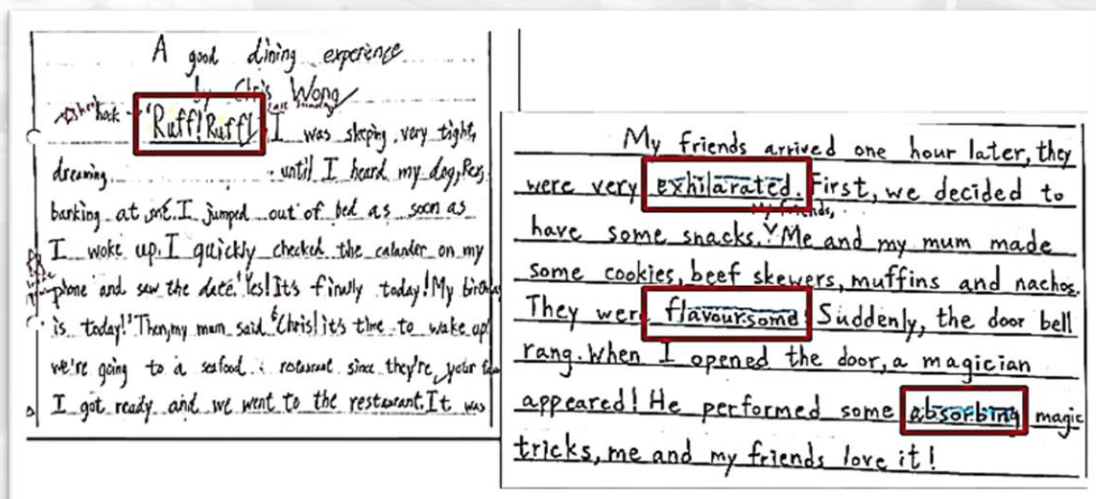 A good dining experience
by Chris Wong
hook
'Ruff! Ruff!' I was sleeping very tight,
dreaming until I heard my dog,
barking at me. I jumped out of bed as soon as
I woke up. I quickly checked the calander on my
phone and saw the date. 'Yes! It's finally today! My
is today!' Then, my mum said 'Chris! it's time to wake up!
we're going to a seafood since they're your
I got ready and we went to the restaurant. It was
My friends arrived one hour later, they
were very exhilarated. First, we decided to
My friends,
have some snacks. Me and my mum made
some cookies, beef skewers, muffins and nachos.
They were flavoursome! Suddenly, the door bell
rang. When I opened the door, a magician
appeared! He performed some absorbing magic
tricks, me and my friends love it!